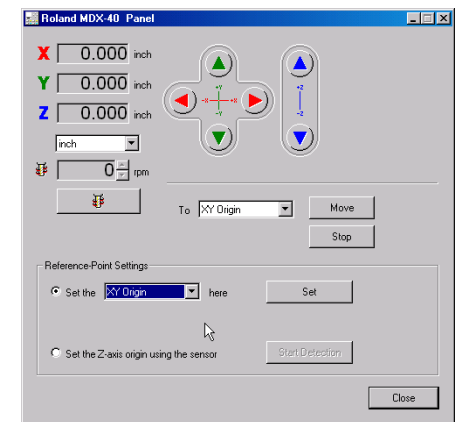 Roland MDX-40 Panel
X 0.000 inch
Y 0.000 inch
Z 0.000 inch
+Y
-X +X
-Y
+Z
-Z
inch
0 rpm
To XY Origin Move
Stop
Reference-Point Settings
Set the XY Origin here Set
Set the Z-axis origin using the sensor Start Detection
Close